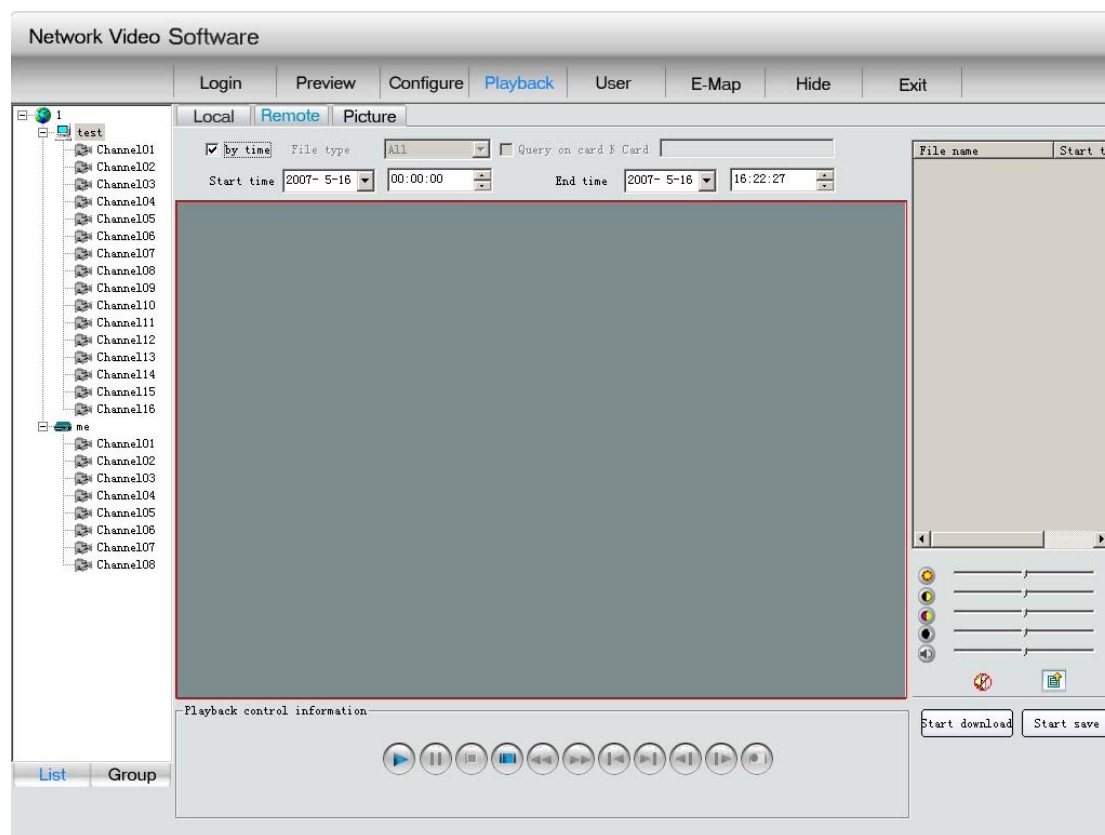 Network Video Software
Login Preview Configure Playback User E-Map Hide Exit
1
test
Channel01
Channel02
Channel03
Channel04
Channel05
Channel06
Channel07
Channel08
Channel09
Channel10
Channel11
Channel12
Channel13
Channel14
Channel15
Channel16
me
Channel01
Channel02
Channel03
Channel04
Channel05
Channel06
Channel07
Channel08
List Group
Local Remote Picture
by time File type All Query on card N Card
Start time 2007- 5-16 00:00:00 End time 2007- 5-16 16:22:27
File name Start t
Playback control information
Start download Start save